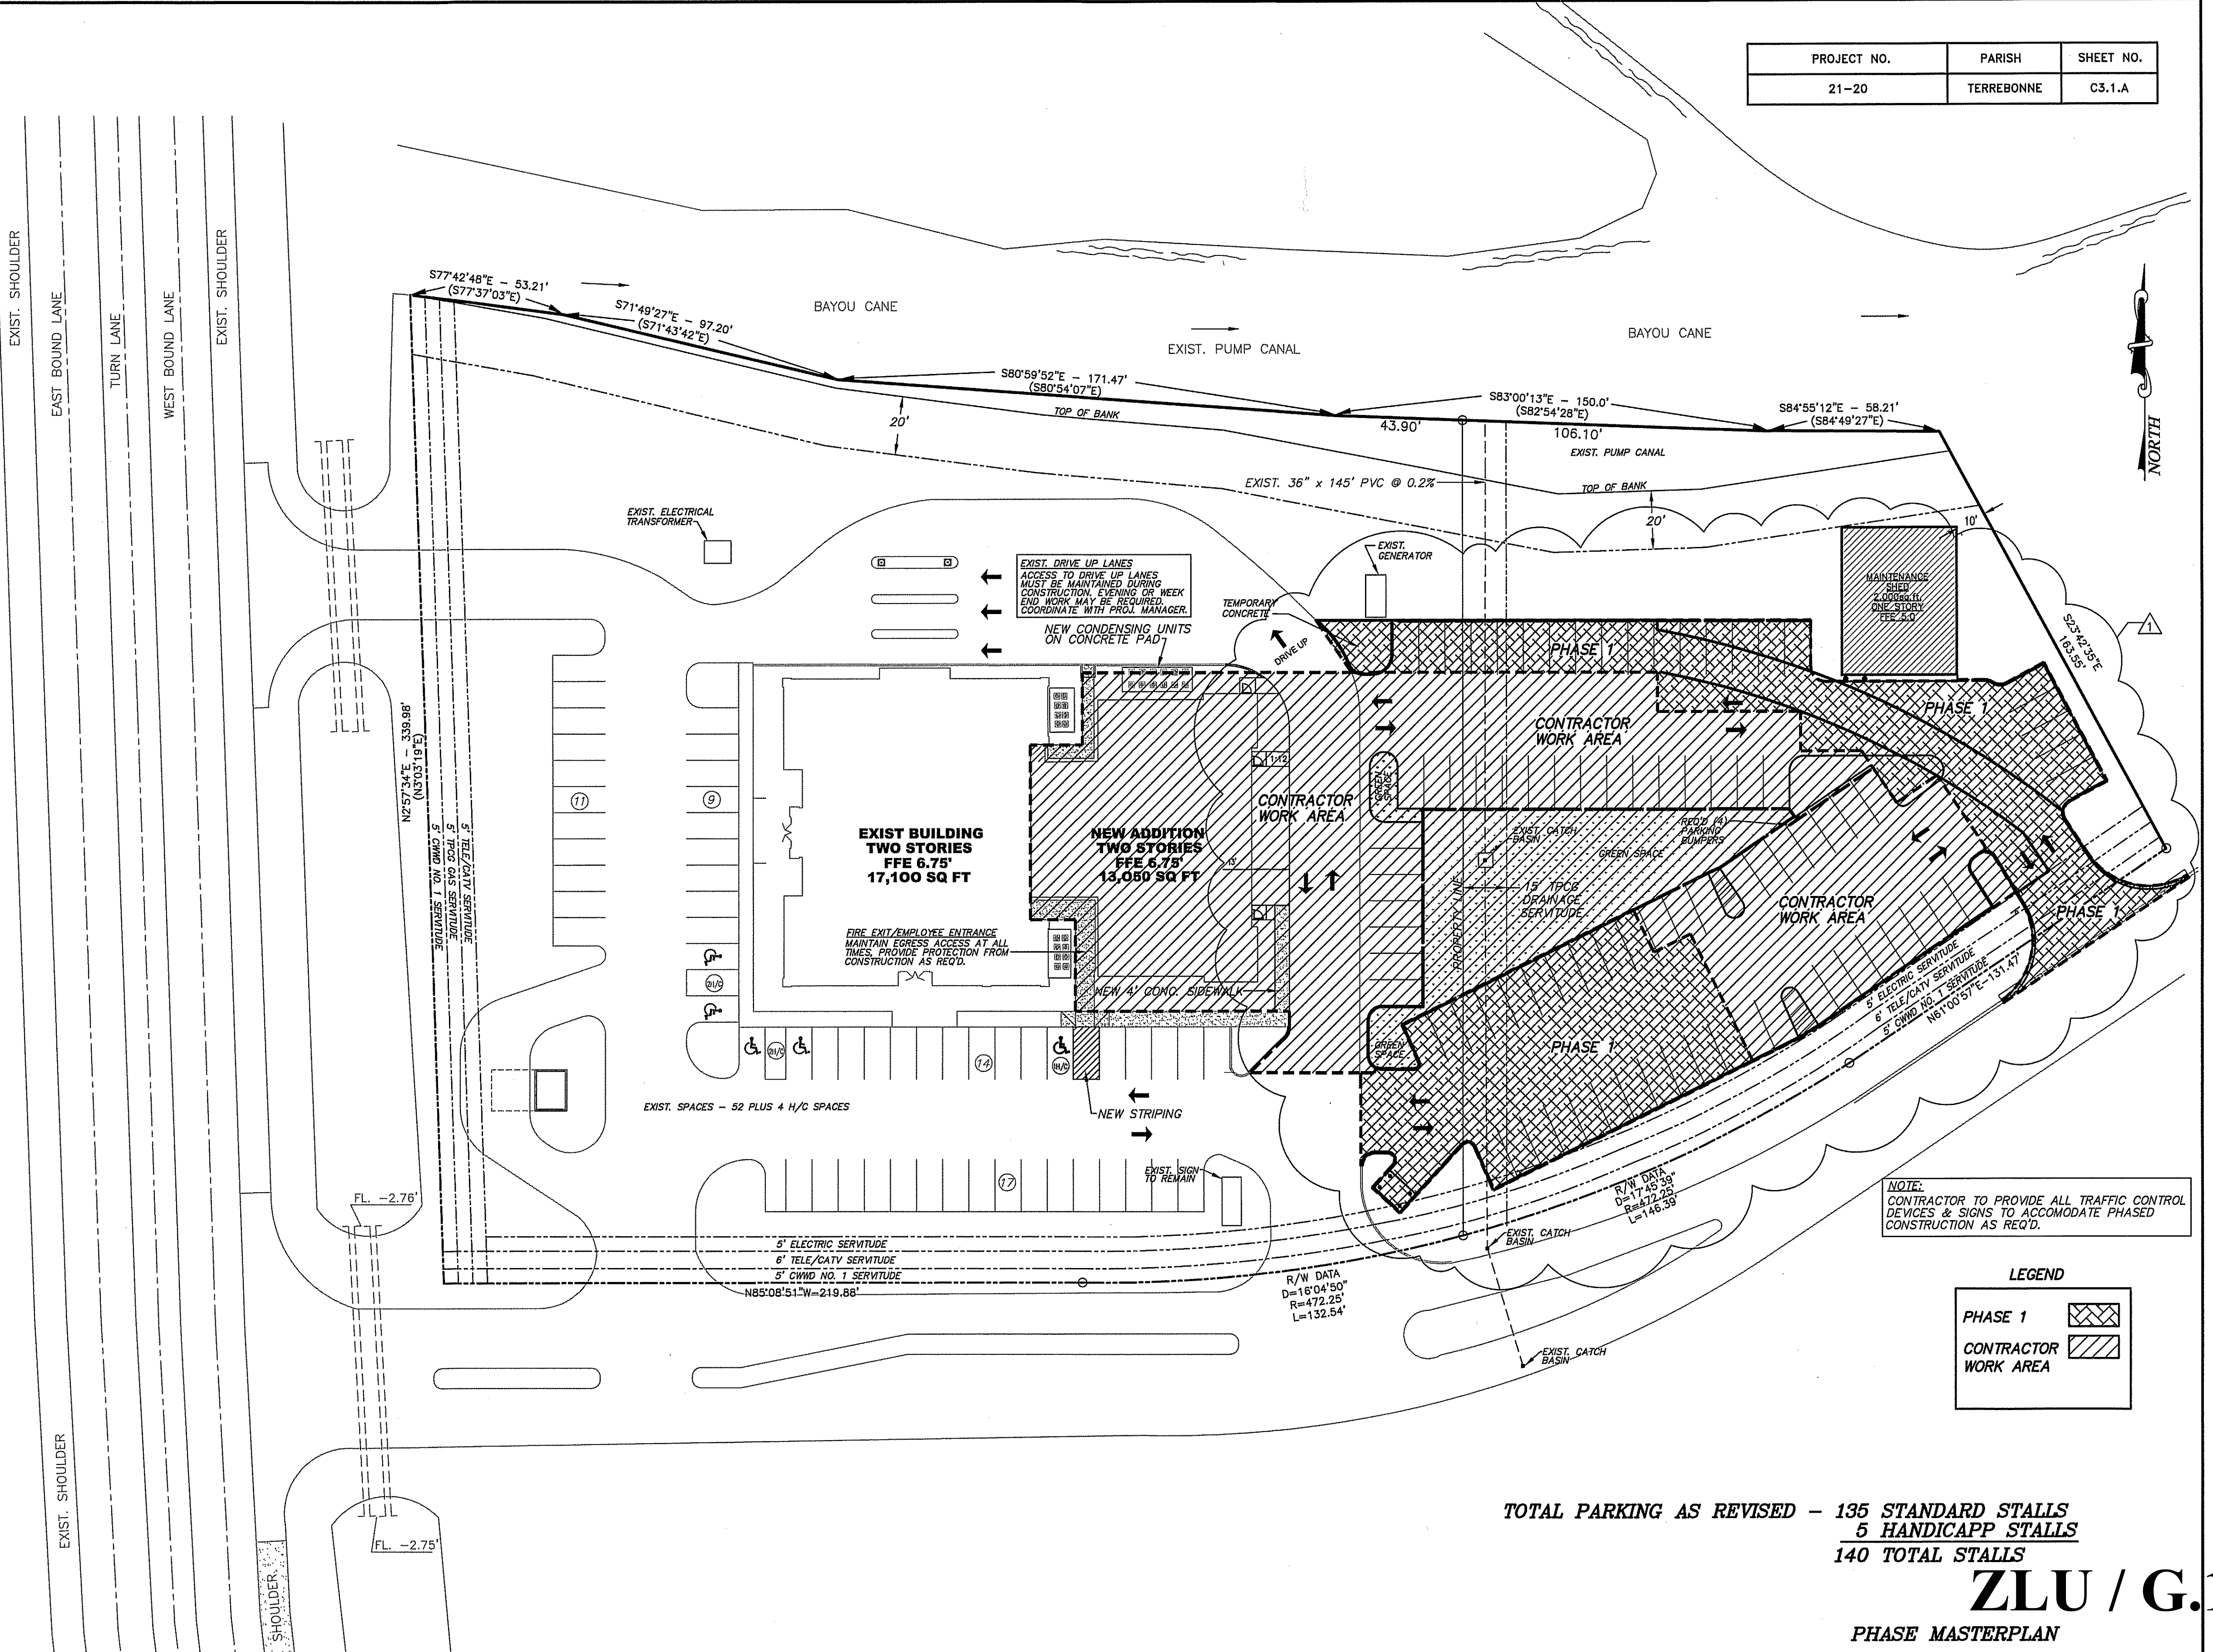 PROJECT NO. PARISH SHEET NO.
21-20 TERREBONNE C3.1.A
EXIST. SHOULDER
EAST BOUND LANE
TURN LANE
WEST BOUND LANE
EXIST. SHOULDER
S77°42'48"E - 53.21'
(S77°37'03"E)
S71°49'27"E - 97.20'
(S71°43'42"E)
BAYOU CANE
EXIST. PUMP CANAL
BAYOU CANE
S80°59'52"E - 171.47'
(S80°54'07"E)
TOP OF BANK
20'
S83°00'13"E - 150.0'
(S82°54'28"E)
43.90'
106.10'
S84°55'12"E - 58.21'
(S84°49'27"E)
EXIST. PUMP CANAL
NORTH
EXIST. 36" x 145' PVC @ 0.2%
TOP OF BANK
20'
10'
EXIST. ELECTRICAL
TRANSFORMER
EXIST. DRIVE UP LANES
ACCESS TO DRIVE UP LANES
MUST BE MAINTAINED DURING
CONSTRUCTION. EVENING OR WEEK
END WORK MAY BE REQUIRED.
COORDINATE WITH PROJ. MANAGER.
NEW CONDENSING UNITS
ON CONCRETE PAD
EXIST.
GENERATOR
TEMPORARY
CONCRETE
DRIVE UP
MAINTENANCE
SHED
2,000sq.ft.
ONE STORY
FFE 5.0'
S23°42'35"E
163.55'
1
PHASE 1
PHASE 1
CONTRACTOR
WORK AREA
N2°57'34"E - 339.98'
(N3°03'19"E)
5' TELE/CATV SERVITUDE
5' TPCG GAS SERVITUDE
5' CWWD NO. 1 SERVITUDE
11
9
EXIST BUILDING
TWO STORIES
FFE 6.75'
17,100 SQ FT
NEW ADDITION
TWO STORIES
FFE 6.75'
13,050 SQ FT
1:12
13'
CONTRACTOR
WORK AREA
GREEN
SPACE
EXIST. CATCH
BASIN
GREEN SPACE
REQ'D (4)
PARKING
BUMPERS
PROPERTY LINE
15' TPCG
DRAINAGE
SERVITUDE
CONTRACTOR
WORK AREA
PHASE 1
FIRE EXIT/EMPLOYEE ENTRANCE
MAINTAIN EGRESS ACCESS AT ALL
TIMES, PROVIDE PROTECTION FROM
CONSTRUCTION AS REQ'D.
NEW 4' CONC. SIDEWALK
2H/C
2H/C
14
1H/C
GREEN
SPACE
PHASE 1
5' ELECTRIC SERVITUDE
6' TELE/CATV SERVITUDE
5' CWWD NO. 1 SERVITUDE
N61°00'57"E-131.47'
EXIST. SPACES - 52 PLUS 4 H/C SPACES
NEW STRIPING
17
EXIST. SIGN
TO REMAIN
FL. -2.76'
R/W DATA
D=17°45'39"
R=472.25'
L=146.39'
NOTE:
CONTRACTOR TO PROVIDE ALL TRAFFIC CONTROL
DEVICES & SIGNS TO ACCOMODATE PHASED
CONSTRUCTION AS REQ'D.
5' ELECTRIC SERVITUDE
6' TELE/CATV SERVITUDE
5' CWWD NO. 1 SERVITUDE
N85°08'51"W=219.88'
EXIST. CATCH
BASIN
R/W DATA
D=16°04'50"
R=472.25'
L=132.54'
LEGEND
PHASE 1
CONTRACTOR
WORK AREA
EXIST. CATCH
BASIN
EXIST. SHOULDER
FL. -2.75'
SHOULDER
TOTAL PARKING AS REVISED - 135 STANDARD STALLS
5 HANDICAPP STALLS
140 TOTAL STALLS
ZLU / G.
PHASE MASTERPLAN